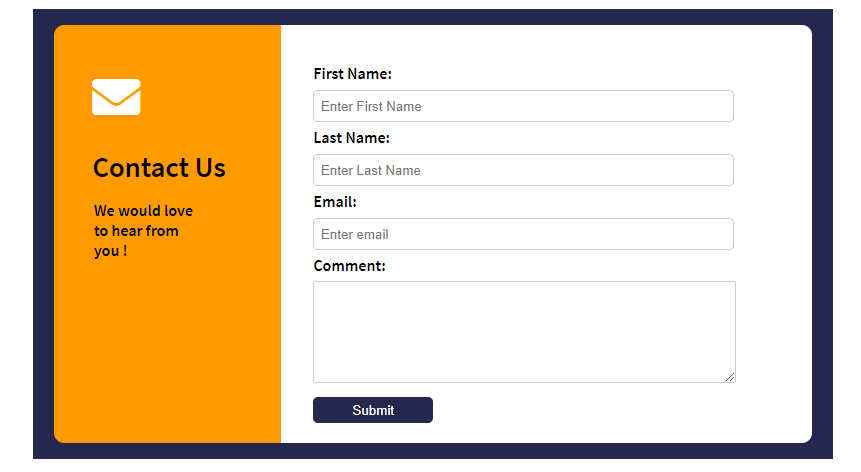 Contact Us
We would love
to hear from
you !
First Name:
Enter First Name
Last Name:
Enter Last Name
Email:
Enter email
Comment:
Submit